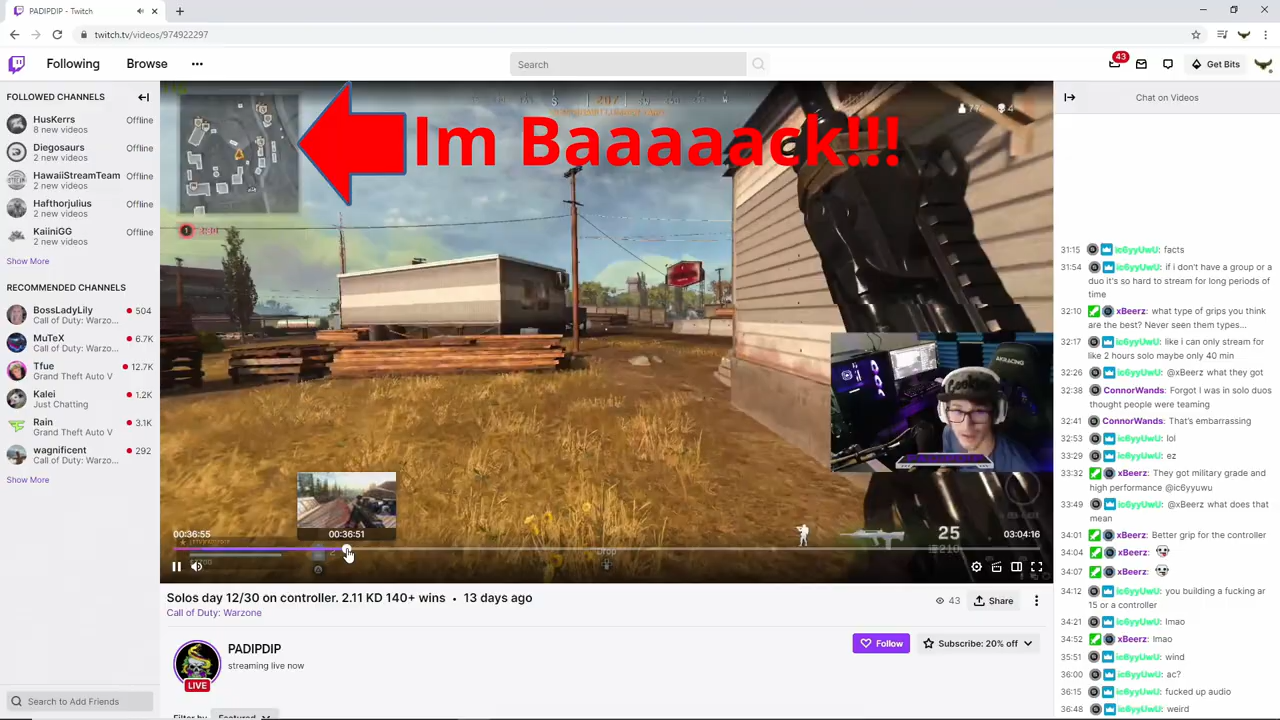 PADIPDIP - Twitch
twitch.tv/videos/974922297
Following
Browse
Search
43
Get Bits
FOLLOWED CHANNELS
HusKerrs
Offline
8 new videos
Diegosaurs
Offline
2 new videos
HawaiiStreamTeam
Offline
2 new videos
Hafthorjulius
Offline
2 new videos
KaiiniGG
Offline
2 new videos
Show More
RECOMMENDED CHANNELS
BossLadyLily
504
Call of Duty: Warzo...
MuTeX
6.7K
Call of Duty: Warzo...
Tfue
12.7K
Grand Theft Auto V
Kalei
1.2K
Just Chatting
Rain
3.1K
Grand Theft Auto V
wagnificent
292
Call of Duty: Warzo...
Show More
Search to Add Friends
Im Baaaaack!!!
207
AKRACING
25
210
Drop
00:36:55
00:36:51
03:04:16
Solos day 12/30 on controller. 2.11 KD 140+ wins • 13 days ago
Call of Duty: Warzone
43
Share
PADIPDIP
streaming live now
LIVE
Follow
Subscribe: 20% off
Filter by
Featured
Chat on Videos
31:15 ic6yyUwU: facts
31:54 ic6yyUwU: if i don't have a group or
duo it's so hard to stream for long periods of
time
32:10 xBeerz: what type of grips you think
are the best? Never seen them types...
32:17 ic6yyUwU: like i can only stream for
like 2 hours solo maybe only 40 min
32:26 ic6yyUwU: @xBeerz what they got
32:38 ConnorWands: Forgot I was in solo duos
thought people were teaming
32:41 ConnorWands: That's embarrassing
32:53 ic6yyUwU: lol
33:29 ic6yyUwU: ez
33:32 xBeerz: They got military grade and
high performance @ic6yyuwu
33:49 ic6yyUwU: @xBeerz what does that
mean
34:01 xBeerz: Better grip for the controller
34:04 xBeerz:
34:07 xBeerz:
34:12 ic6yyUwU: you building a fucking ar
15 or a controller
34:21 ic6yyUwU: lmao
34:52 xBeerz: lmao
35:51 ic6yyUwU: wind
36:00 ic6yyUwU: ac?
36:15 ic6yyUwU: fucked up audio
36:48 ic6yyUwU: weird